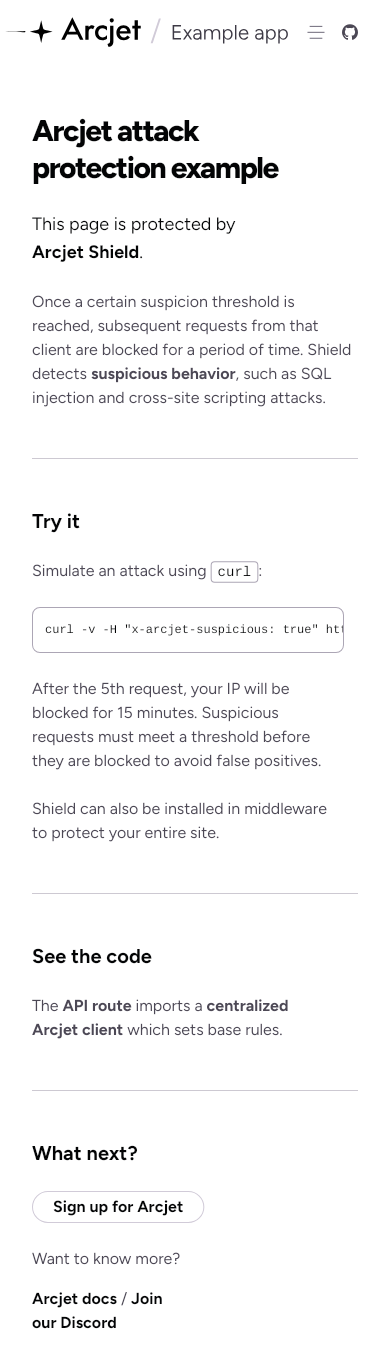 Arcjet / Example app
Arcjet attack
protection example
This page is protected by
Arcjet Shield.
Once a certain suspicion threshold is
reached, subsequent requests from that
client are blocked for a period of time. Shield
detects suspicious behavior, such as SQL
injection and cross-site scripting attacks.
Try it
Simulate an attack using curl:
curl -v -H "x-arcjet-suspicious: true" htt
After the 5th request, your IP will be
blocked for 15 minutes. Suspicious
requests must meet a threshold before
they are blocked to avoid false positives.
Shield can also be installed in middleware
to protect your entire site.
See the code
The API route imports a centralized
Arcjet client which sets base rules.
What next?
Sign up for Arcjet
Want to know more?
Arcjet docs / Join
our Discord